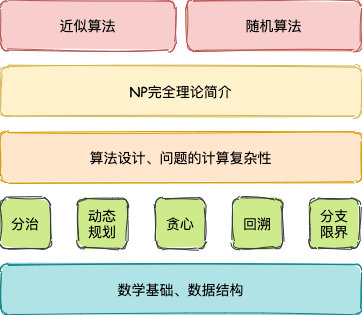 近似算法
随机算法
NP完全理论简介
算法设计、问题的计算复杂性
分治
动态
规划
贪心
回溯
分支
限界
数学基础、数据结构